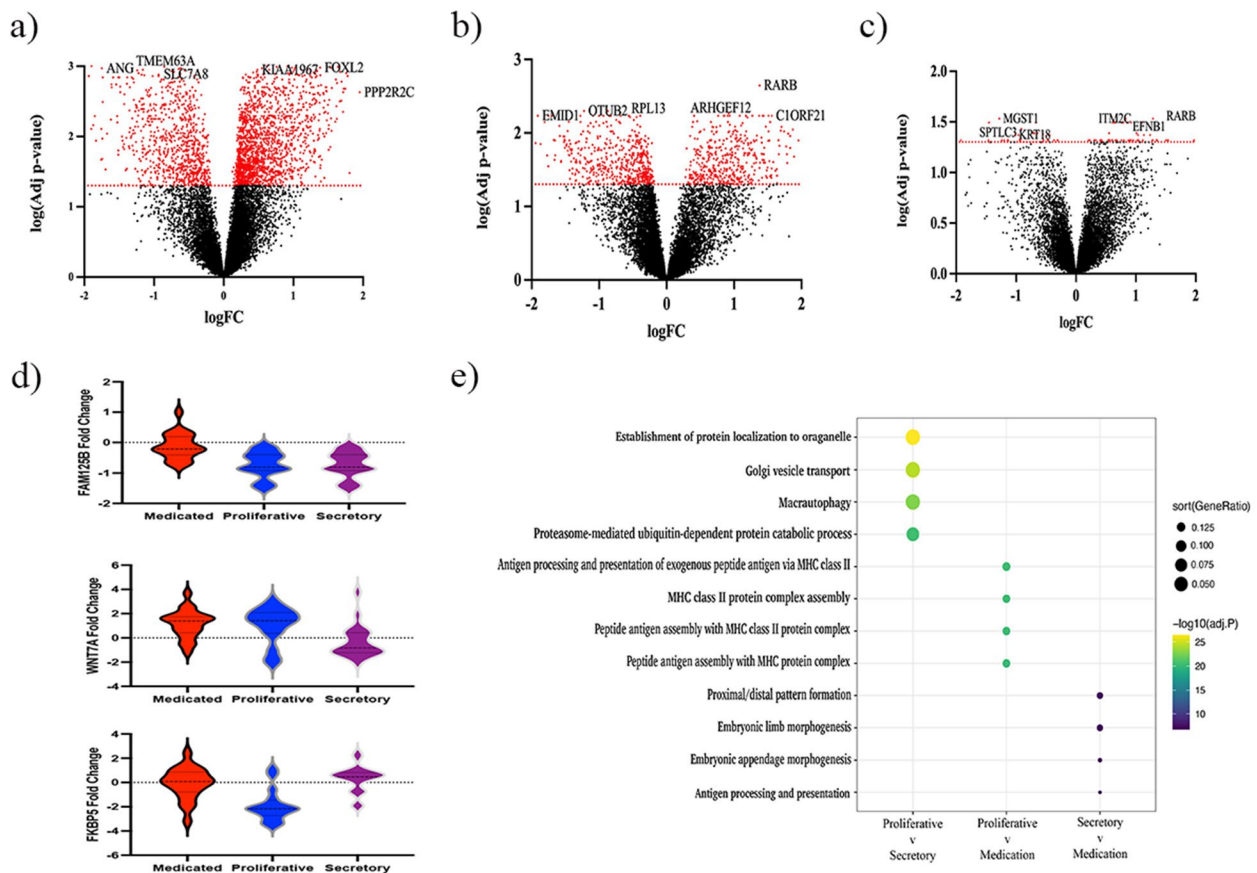 a)
log(Adj p-value)
3
2
1
0
ANG
TMEM63A
SLC7A8
KIAA1967
FOXL2
PPP2R2C
-2
-1
0
1
2
logFC
b)
log(Adj p-value)
3
2
1
0
EMID1
OTUB2
RPL13
ARHGEF12
RARB
C1ORF21
-2
-1
0
1
2
logFC
c)
log(Adj p-value)
2.0
1.5
1.0
0.5
0.0
MGST1
SPTLC3
KRT18
ITM2C
EFNB1
RARB
-2
-1
0
1
2
logFC
d)
FAM125B Fold Change
2
1
0
-1
-2
Medicated Proliferative Secretory
WNT7A Fold Change
6
4
2
0
-2
-4
Medicated Proliferative Secretory
FKBP5 Fold Change
4
2
0
-2
-4
-6
Medicated Proliferative Secretory
e)
Establishment of protein localization to oraganelle
Golgi vesicle transport
Macrautophagy
Proteasome-mediated ubiquitin-dependent protein catabolic process
Antigen processing and presentation of exogenous peptide antigen via MHC class II
MHC class II protein complex assembly
Peptide antigen assembly with MHC class II protein complex
Peptide antigen assembly with MHC protein complex
Proximal/distal pattern formation
Embryonic limb morphogenesis
Embryonic appendage morphogenesis
Antigen processing and presentation
Proliferative
v
Secretory
Proliferative
v
Medication
Secretory
v
Medication
sort(GeneRatio)
0.125
0.100
0.075
0.050
-log10(adj.P)
25
20
15
10